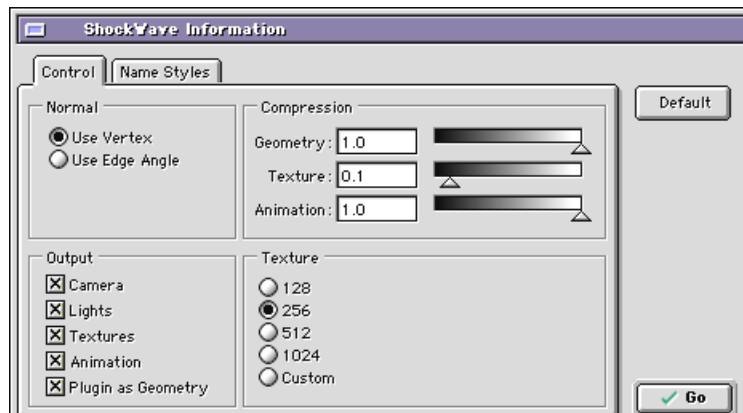 ShockWave Information
Control Name Styles
Normal
Use Vertex
Use Edge Angle
Compression
Geometry: 1.0
Texture: 0.1
Animation: 1.0
Default
Output
Camera
Lights
Textures
Animation
Plugin as Geometry
Texture
128
256
512
1024
Custom
Go